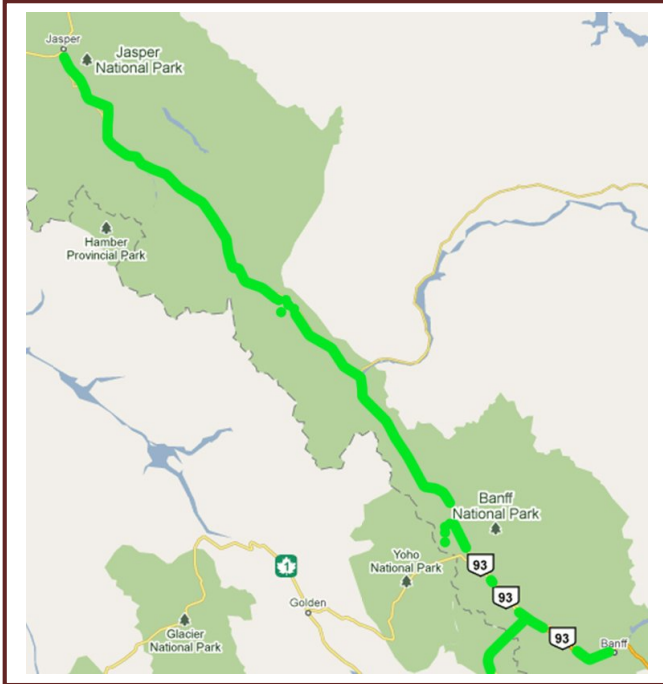 Jasper
Jasper
National Park
Hamber
Provincial Park
Banff
National Park
Yoho
National Park
93
1
93
Golden
Glacier
National Park
93
Banff